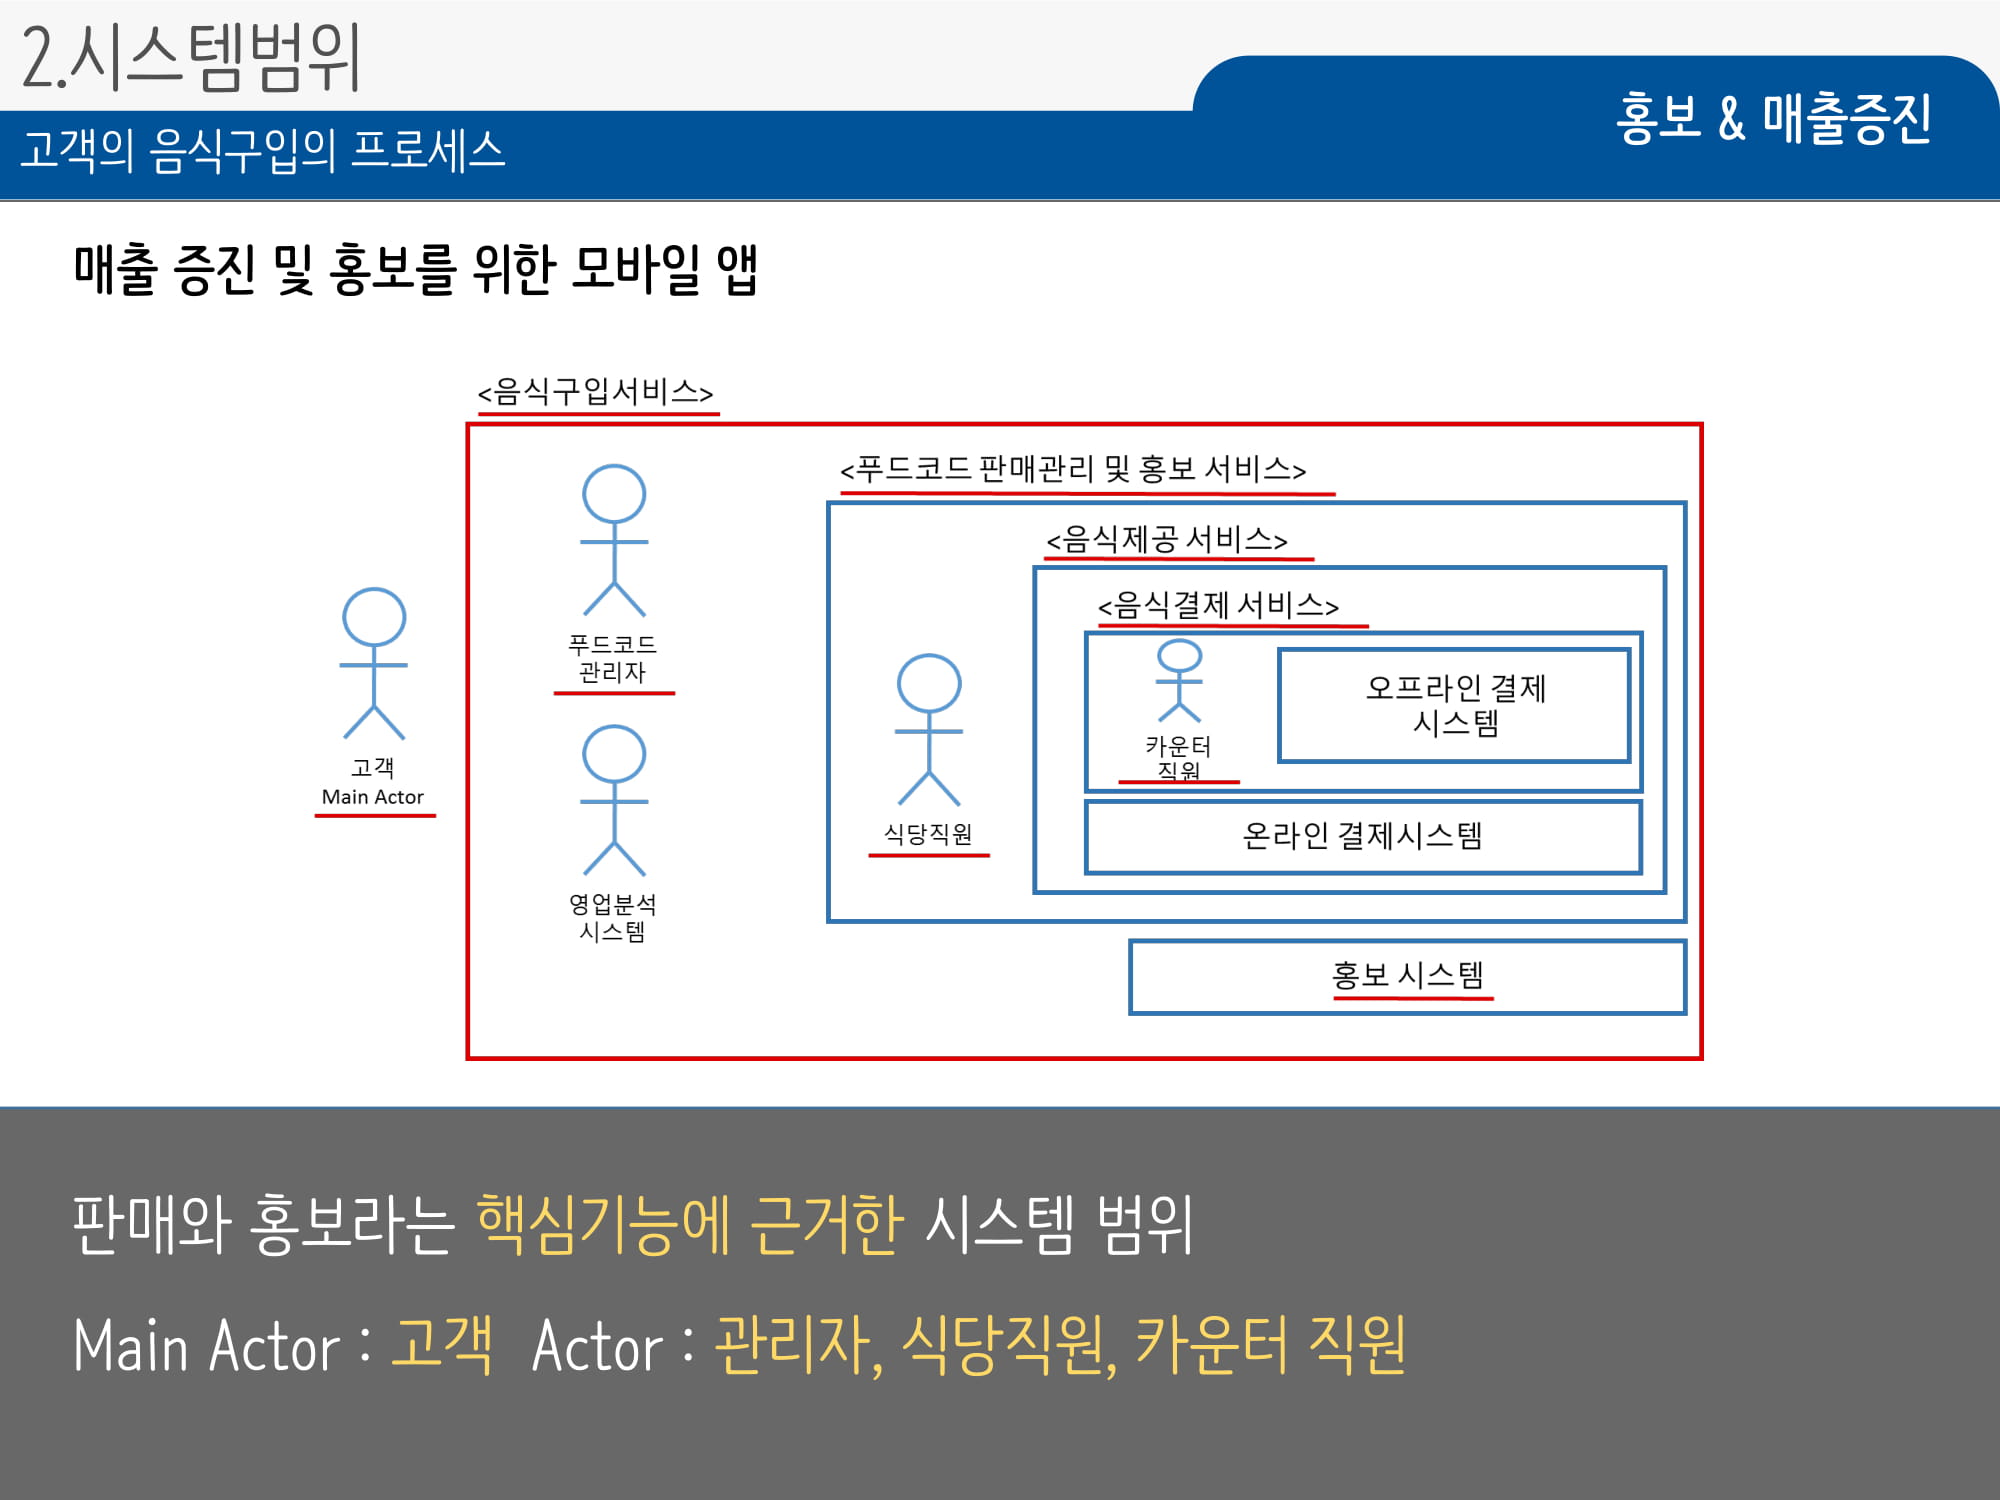 2.시스템범위
홍보 & 매출증진
고객의 음식구입의 프로세스
매출 증진 및 홍보를 위한 모바일 앱
<음식구입서비스>
<푸드코드 판매관리 및 홍보 서비스>
<음식제공 서비스>
<음식결제 서비스>
푸드코드
관리자
오프라인 결제
시스템
카운터
직원
고객
Main Actor
식당직원
온라인 결제시스템
영업분석
시스템
홍보 시스템
판매와 홍보라는 핵심기능에 근거한 시스템 범위
Main Actor : 고객 Actor : 관리자, 식당직원, 카운터 직원